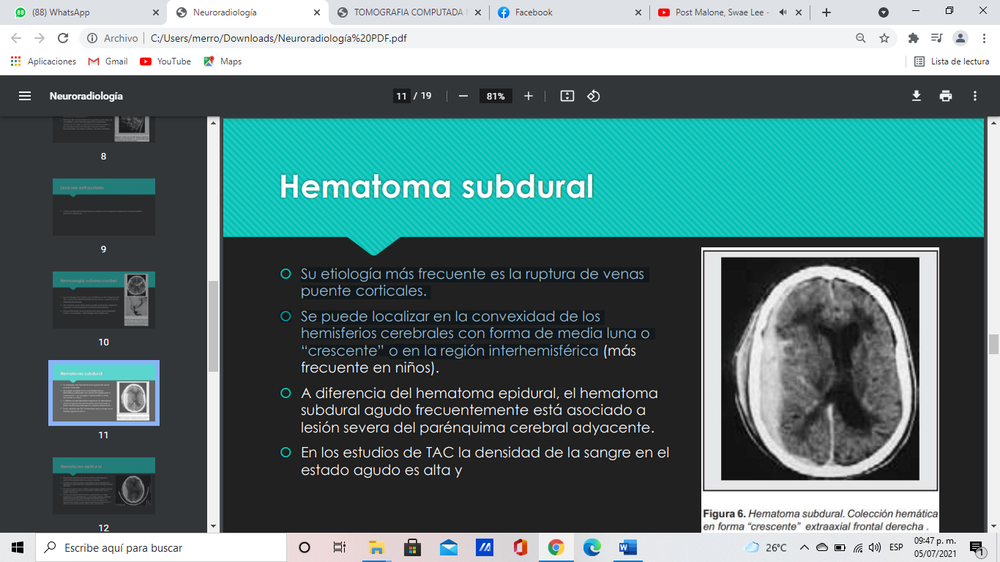 (88) WhatsApp
Neuroradiología
TOMOGRAFIA COMPUTADA
Facebook
Post Malone, Swae Lee -
Archivo
C:/Users/merro/Downloads/Neuroradiología%20PDF.pdf
Aplicaciones
Gmail
YouTube
Maps
Lista de lectura
Neuroradiología
11 / 19
81%
8
Lesiones extraaxiales
9
10
Hematoma subdural
11
Hematoma epidural
12
Hematoma subdural
Su etiología más frecuente es la ruptura de venas
puente corticales.
Se puede localizar en la convexidad de los
hemisferios cerebrales con forma de media luna o
“crescente” o en la región interhemisférica (más
frecuente en niños).
A diferencia del hematoma epidural, el hematoma
subdural agudo frecuentemente está asociado a
lesión severa del parénquima cerebral adyacente.
En los estudios de TAC la densidad de la sangre en el
estado agudo es alta y
Figura 6. Hematoma subdural. Colección hemática
en forma “crescente” extraaxial frontal derecha .
Escribe aquí para buscar
26°C
ESP
09:47 p. m.
05/07/2021
1